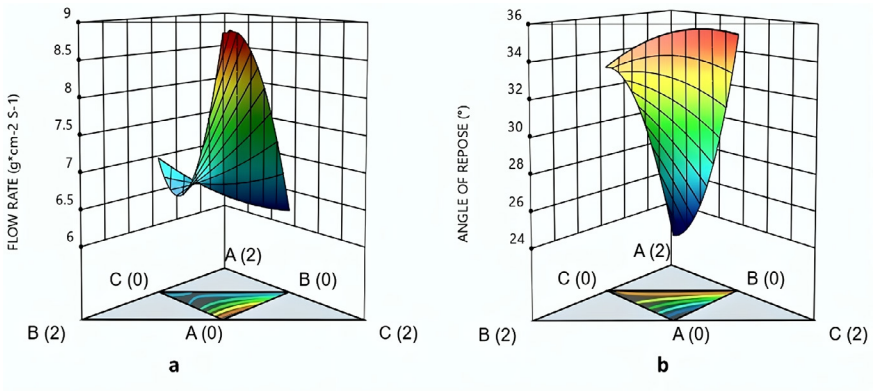 9
8.5
8
7.5
7
6.5
6
FLOW RATE (g*cm-2 S-1)
A (2)
C (0)
B (0)
B (2)
A (0)
C (2)
a
36
34
32
30
28
26
24
ANGLE OF REPOSE (°)
A (2)
C (0)
B (0)
B (2)
A (0)
C (2)
b